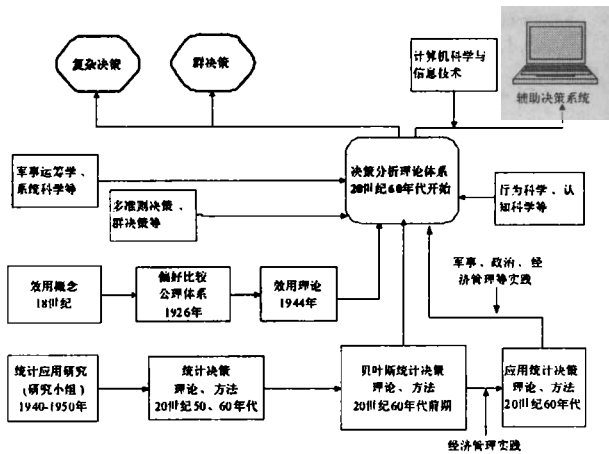 复杂决策
群决策
计算机科学与
信息技术
辅助决策系统
军事运筹学、
系统科学等
决策分析理论体系
20世纪60年代开始
多准则决策、
群决策等
行为科学、认
知科学等
效用概念
18世纪
偏好比较
公理体系
1926年
效用理论
1944年
军事、政治、经
济管理等实践
统计应用研究
(研究小组)
1940-1950年
统计决策
理论、方法
20世纪50、60年代
贝叶斯统计决策
理论、方法
20世纪60年代前期
应用统计决策
理论、方法
20世纪60年代
经济管理实践